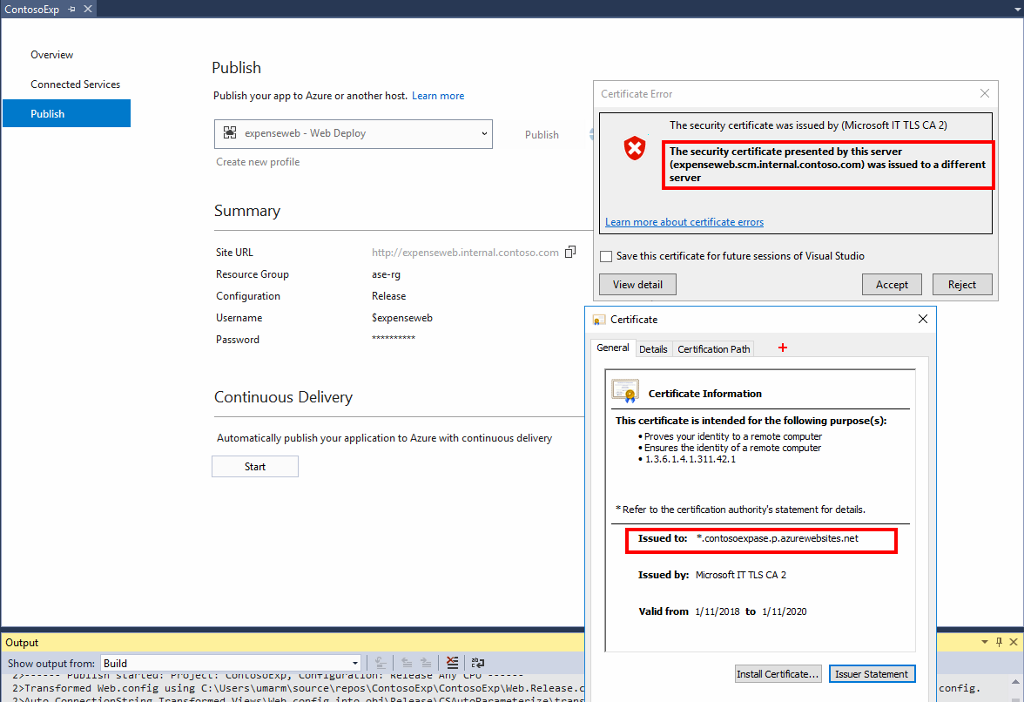 ContosoExp
Overview
Connected Services
Publish
Publish
Publish your app to Azure or another host. Learn more
expenseweb - Web Deploy
Publish
Create new profile
Summary
Site URL http://expenseweb.internal.contoso.com
Resource Group ase-rg
Configuration Release
Username $expenseweb
Password **********
Continuous Delivery
Automatically publish your application to Azure with continuous delivery
Start
Certificate Error
The security certificate was issued by (Microsoft IT TLS CA 2)
The security certificate presented by this server
(expenseweb.scm.internal.contoso.com) was issued to a different
server
Learn more about certificate errors
Save this certificate for future sessions of Visual Studio
View detail
Accept
Reject
Certificate
General Details Certification Path
Certificate Information
This certificate is intended for the following purpose(s):
• Proves your identity to a remote computer
• Ensures the identity of a remote computer
• 1.3.6.1.4.1.311.42.1
* Refer to the certification authority's statement for details.
Issued to: *.contosoexpase.p.azurewebsites.net
Issued by: Microsoft IT TLS CA 2
Valid from 1/11/2018 to 1/11/2020
Install Certificate...
Issuer Statement
Output
Show output from: Build
2>------ Publish started: Project: ContosoExp, Configuration: Release Any CPU ------
2>Transformed Web.config using C:\Users\umarm\source\repos\ContosoExp\ContosoExp\Web.Release.c
onfig.
2>Auto ConnectionString Transformed Views\Web.config into obj\Release\CSAutoParameterize\trans